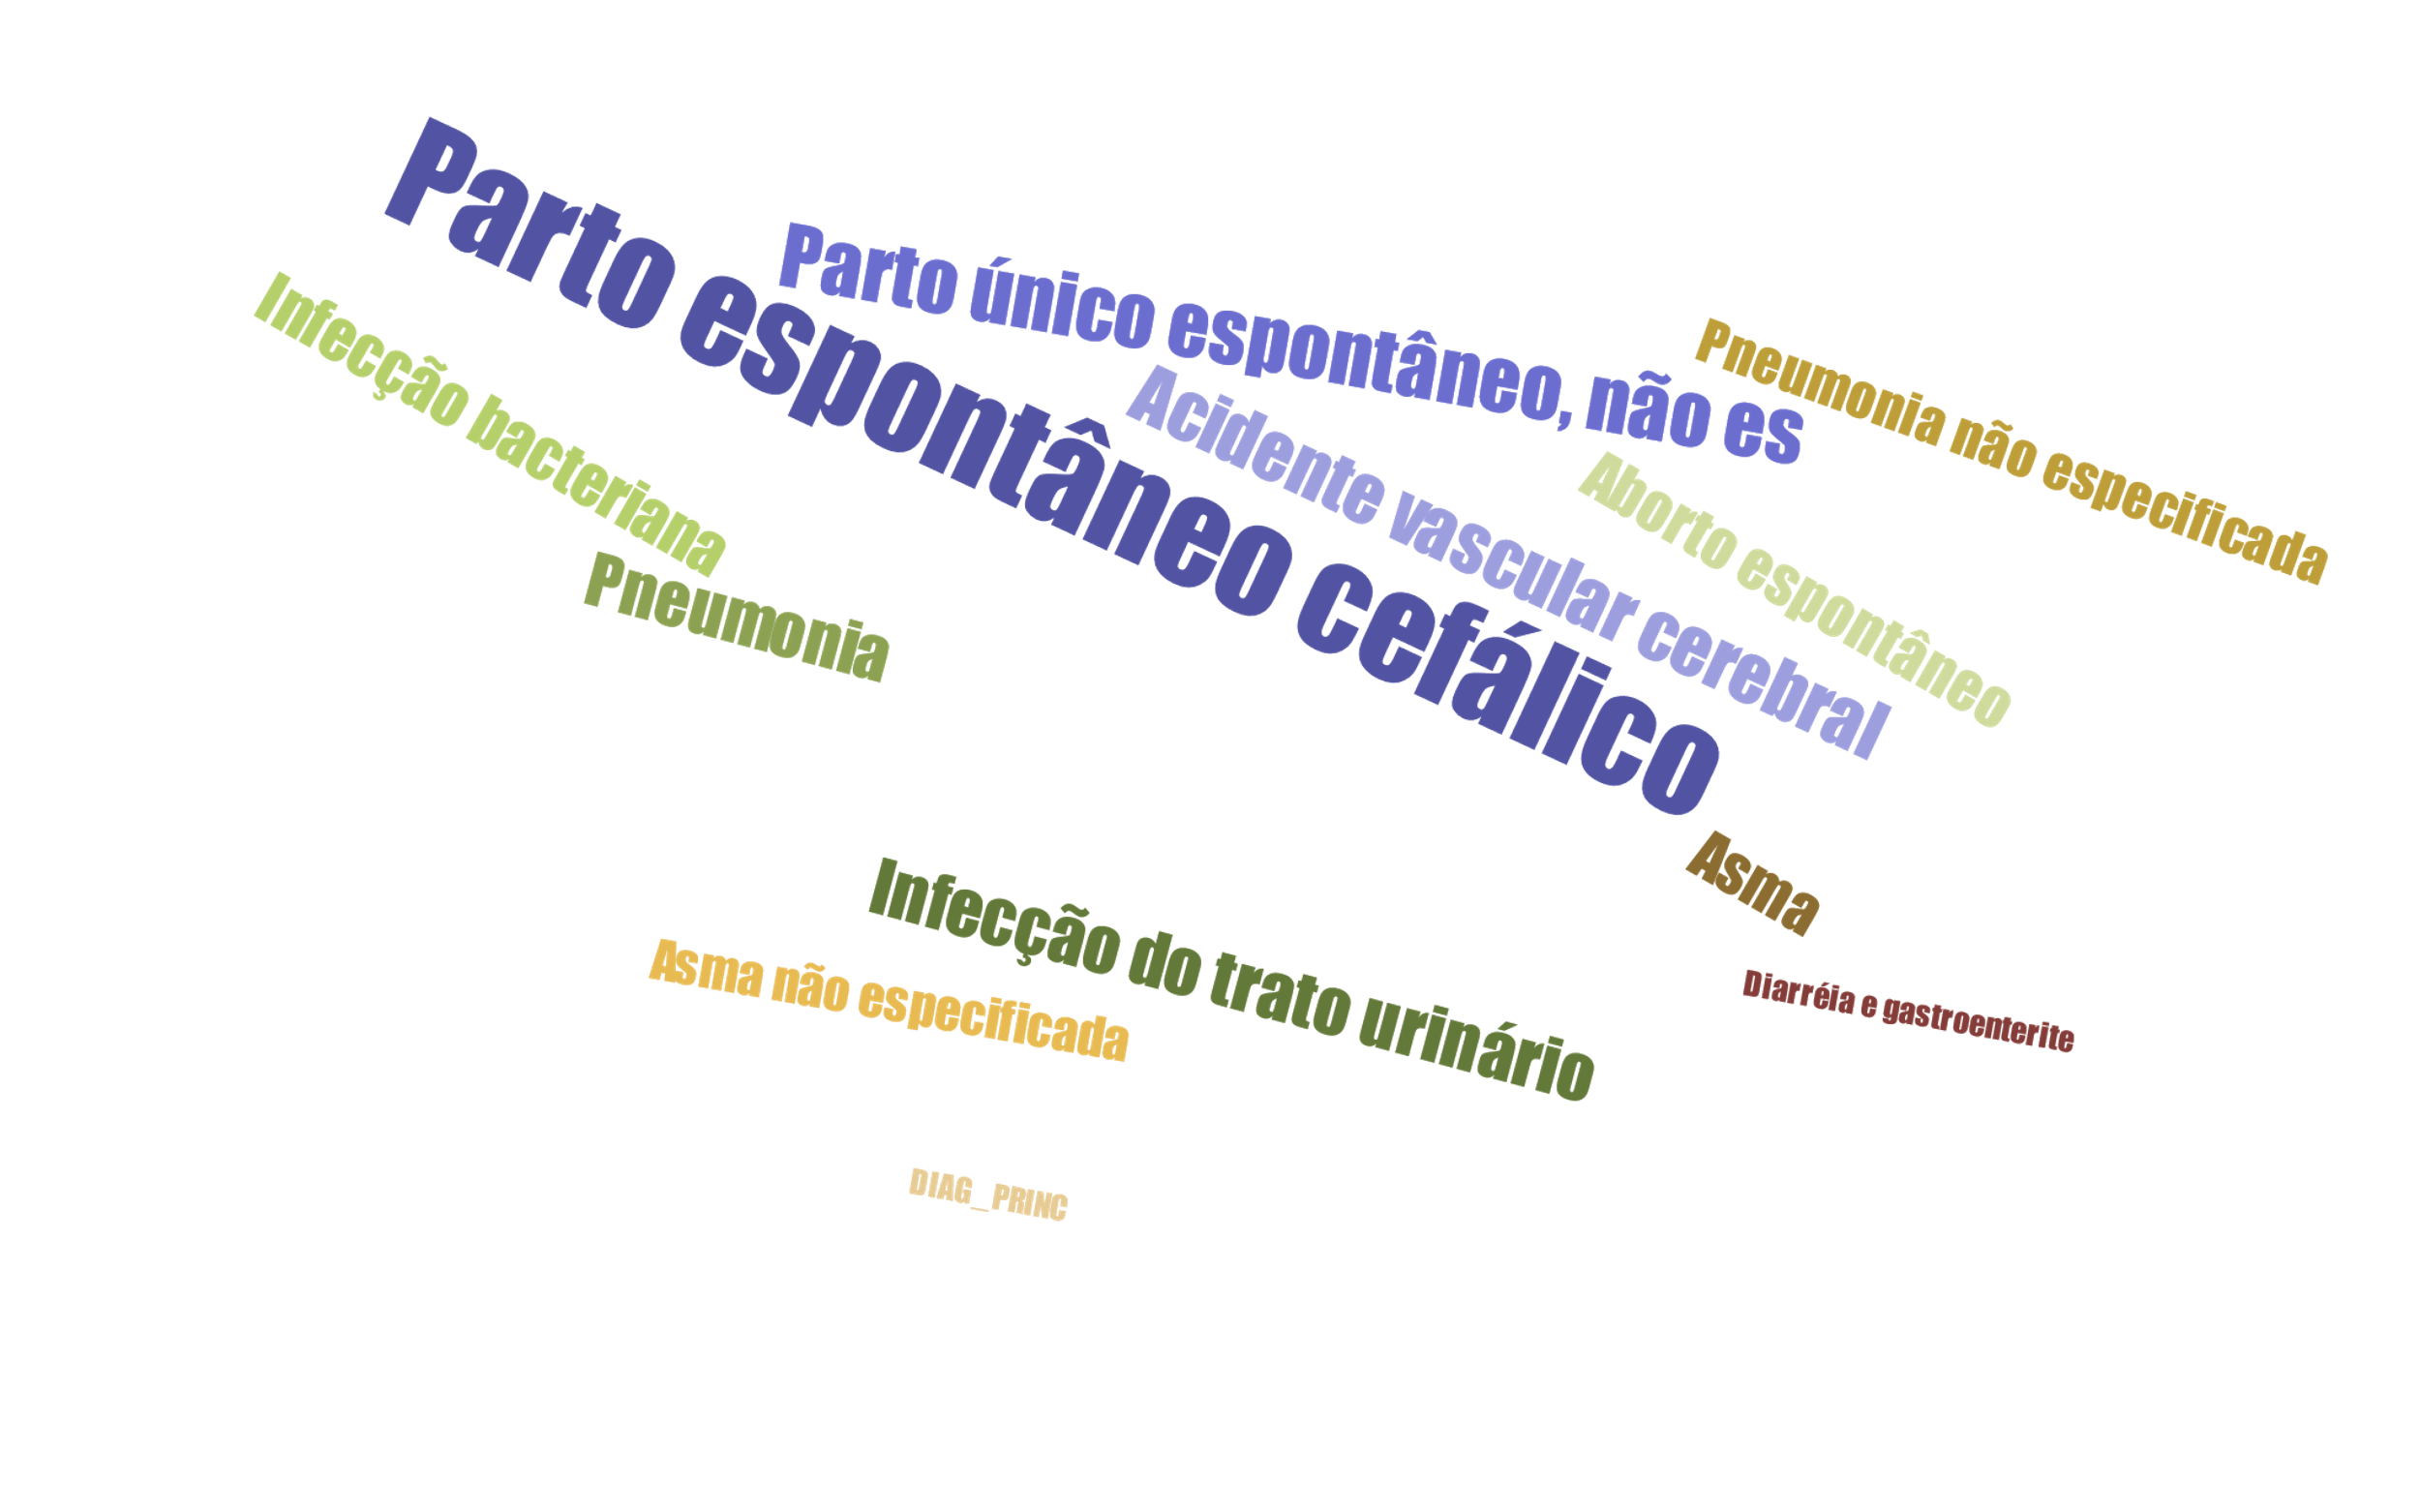 Parto espontâneo cefálico
Parto único espontâneo, não es
Infecção bacteriana
Pneumonia não especificada
Acidente vascular cerebral
Aborto espontâneo
Pneumonia
Asma
Infecção do trato urinário
Asma não especificada
Diarréia e gastroenterite
DIAG_PRINC